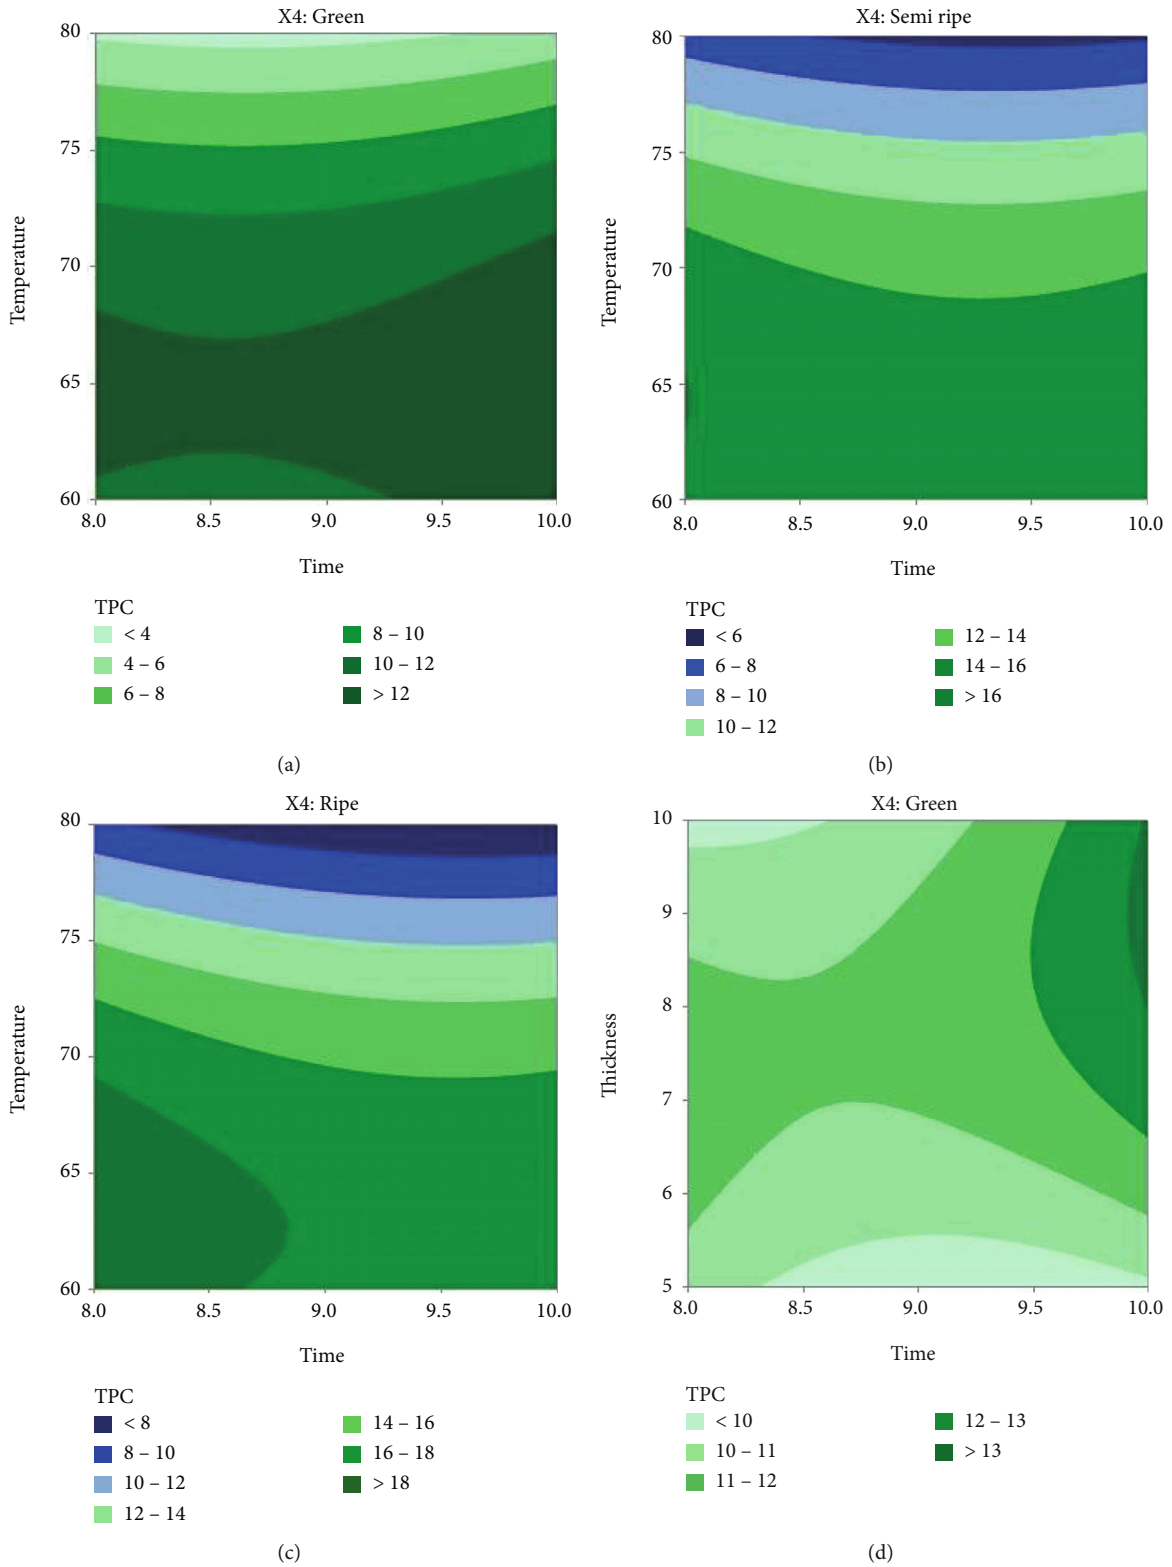 X4: Green
80
75
70
65
60
Temperature
8.0 8.5 9.0 9.5 10.0
Time
TPC
< 4 8 – 10
4 – 6 10 – 12
6 – 8 > 12
(a)
X4: Semi ripe
80
75
70
65
60
Temperature
8.0 8.5 9.0 9.5 10.0
Time
TPC
< 6 12 – 14
6 – 8 14 – 16
8 – 10 > 16
10 – 12
(b)
X4: Ripe
80
75
70
65
60
Temperature
8.0 8.5 9.0 9.5 10.0
Time
TPC
< 8 14 – 16
8 – 10 16 – 18
10 – 12 > 18
12 – 14
(c)
X4: Green
10
9
8
7
6
5
Thickness
8.0 8.5 9.0 9.5 10.0
Time
TPC
< 10 12 – 13
10 – 11 > 13
11 – 12
(d)